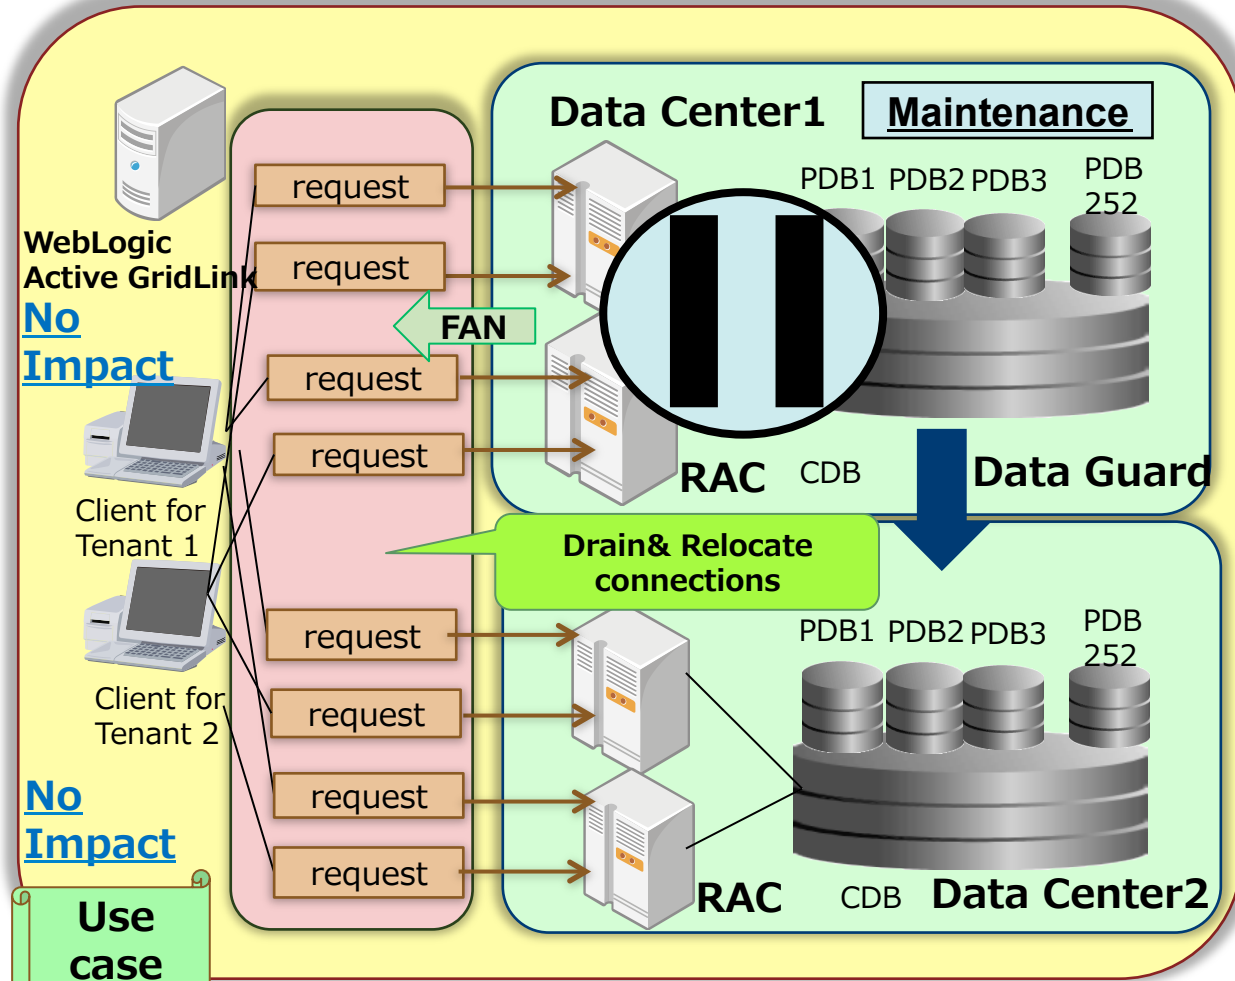 Data Center1
Maintenance
PDB1 PDB2 PDB3
PDB
252
request
request
WebLogic
Active GridLink
No
Impact
FAN
request
request
RAC
CDB
Data Guard
Client for
Tenant 1
Drain& Relocate
connections
request
request
PDB1 PDB2 PDB3
PDB
252
Client for
Tenant 2
request
request
No
Impact
RAC
CDB
Data Center2
Use
case